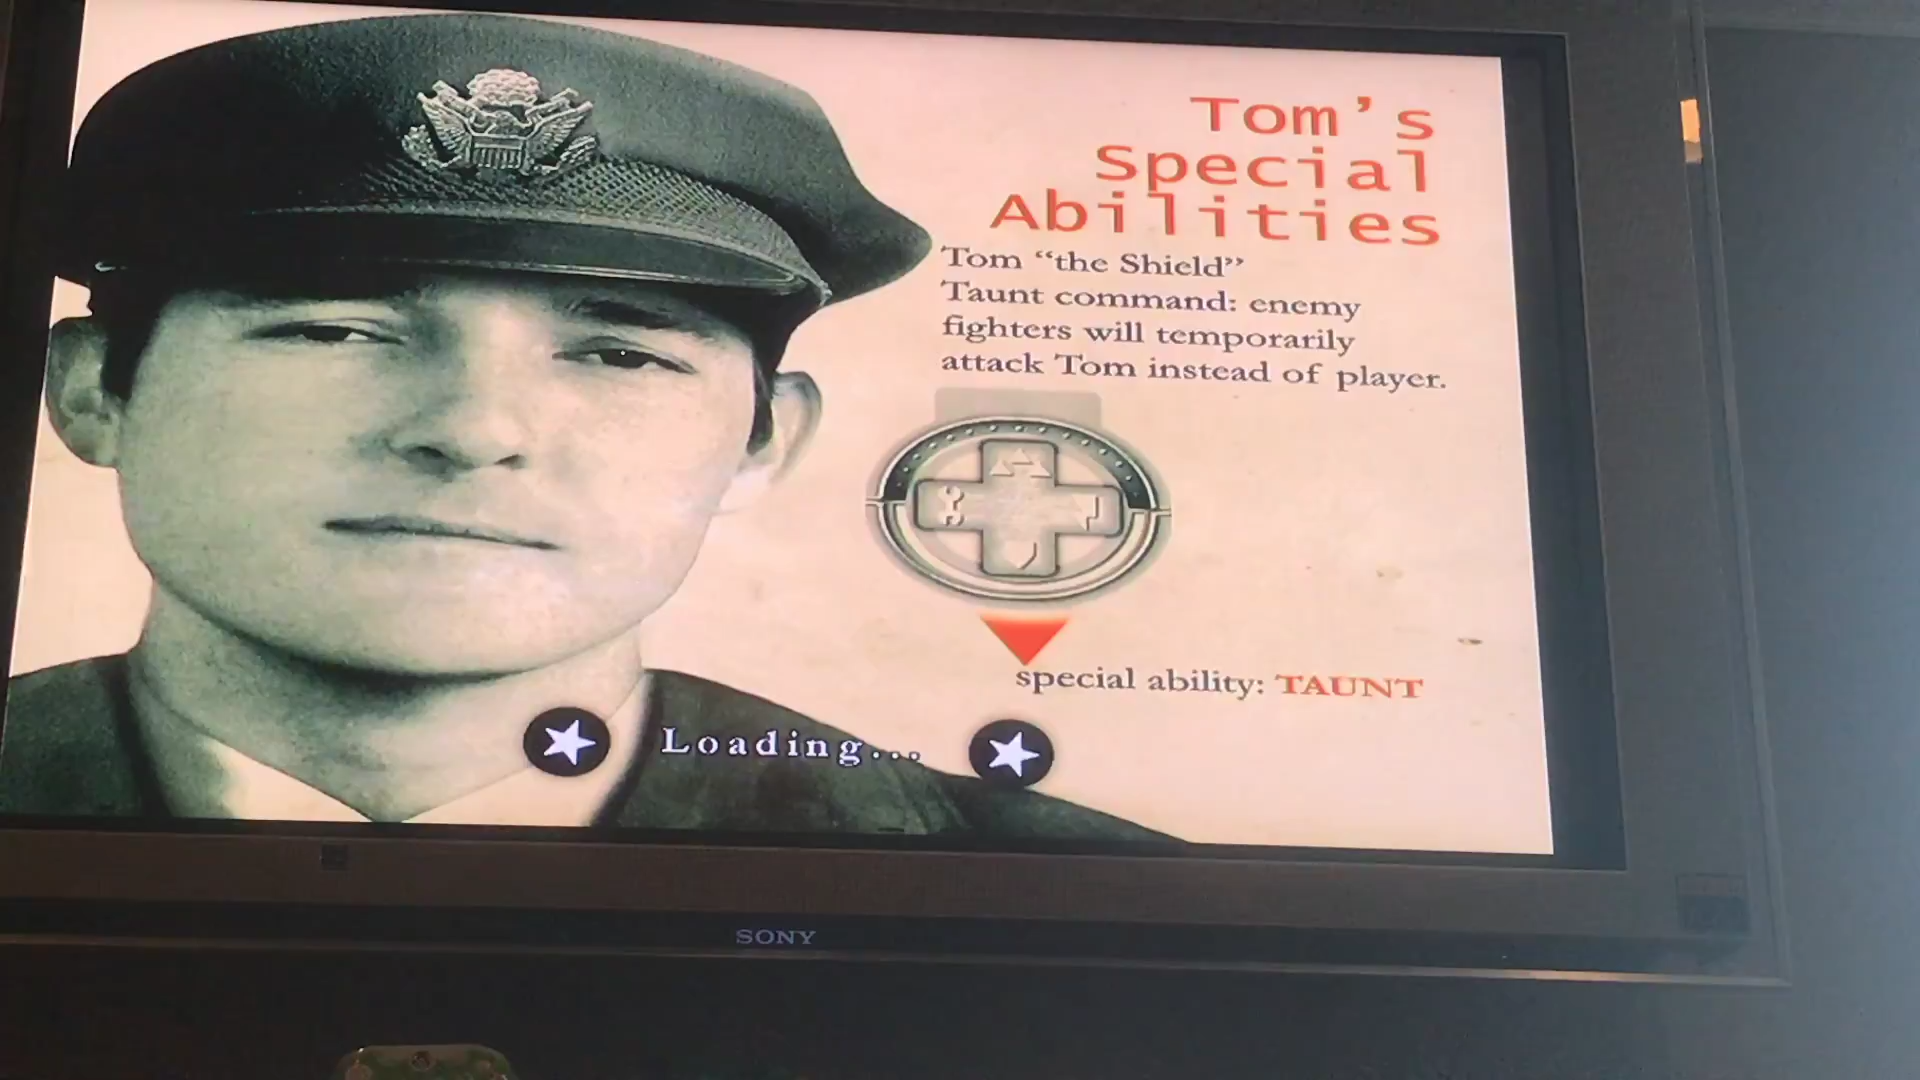 Tom's
Special
Abilities
Tom “the Shield”
Taunt command: enemy
fighters will temporarily
attack Tom instead of player.
special ability: TAUNT
Loading...
SONY